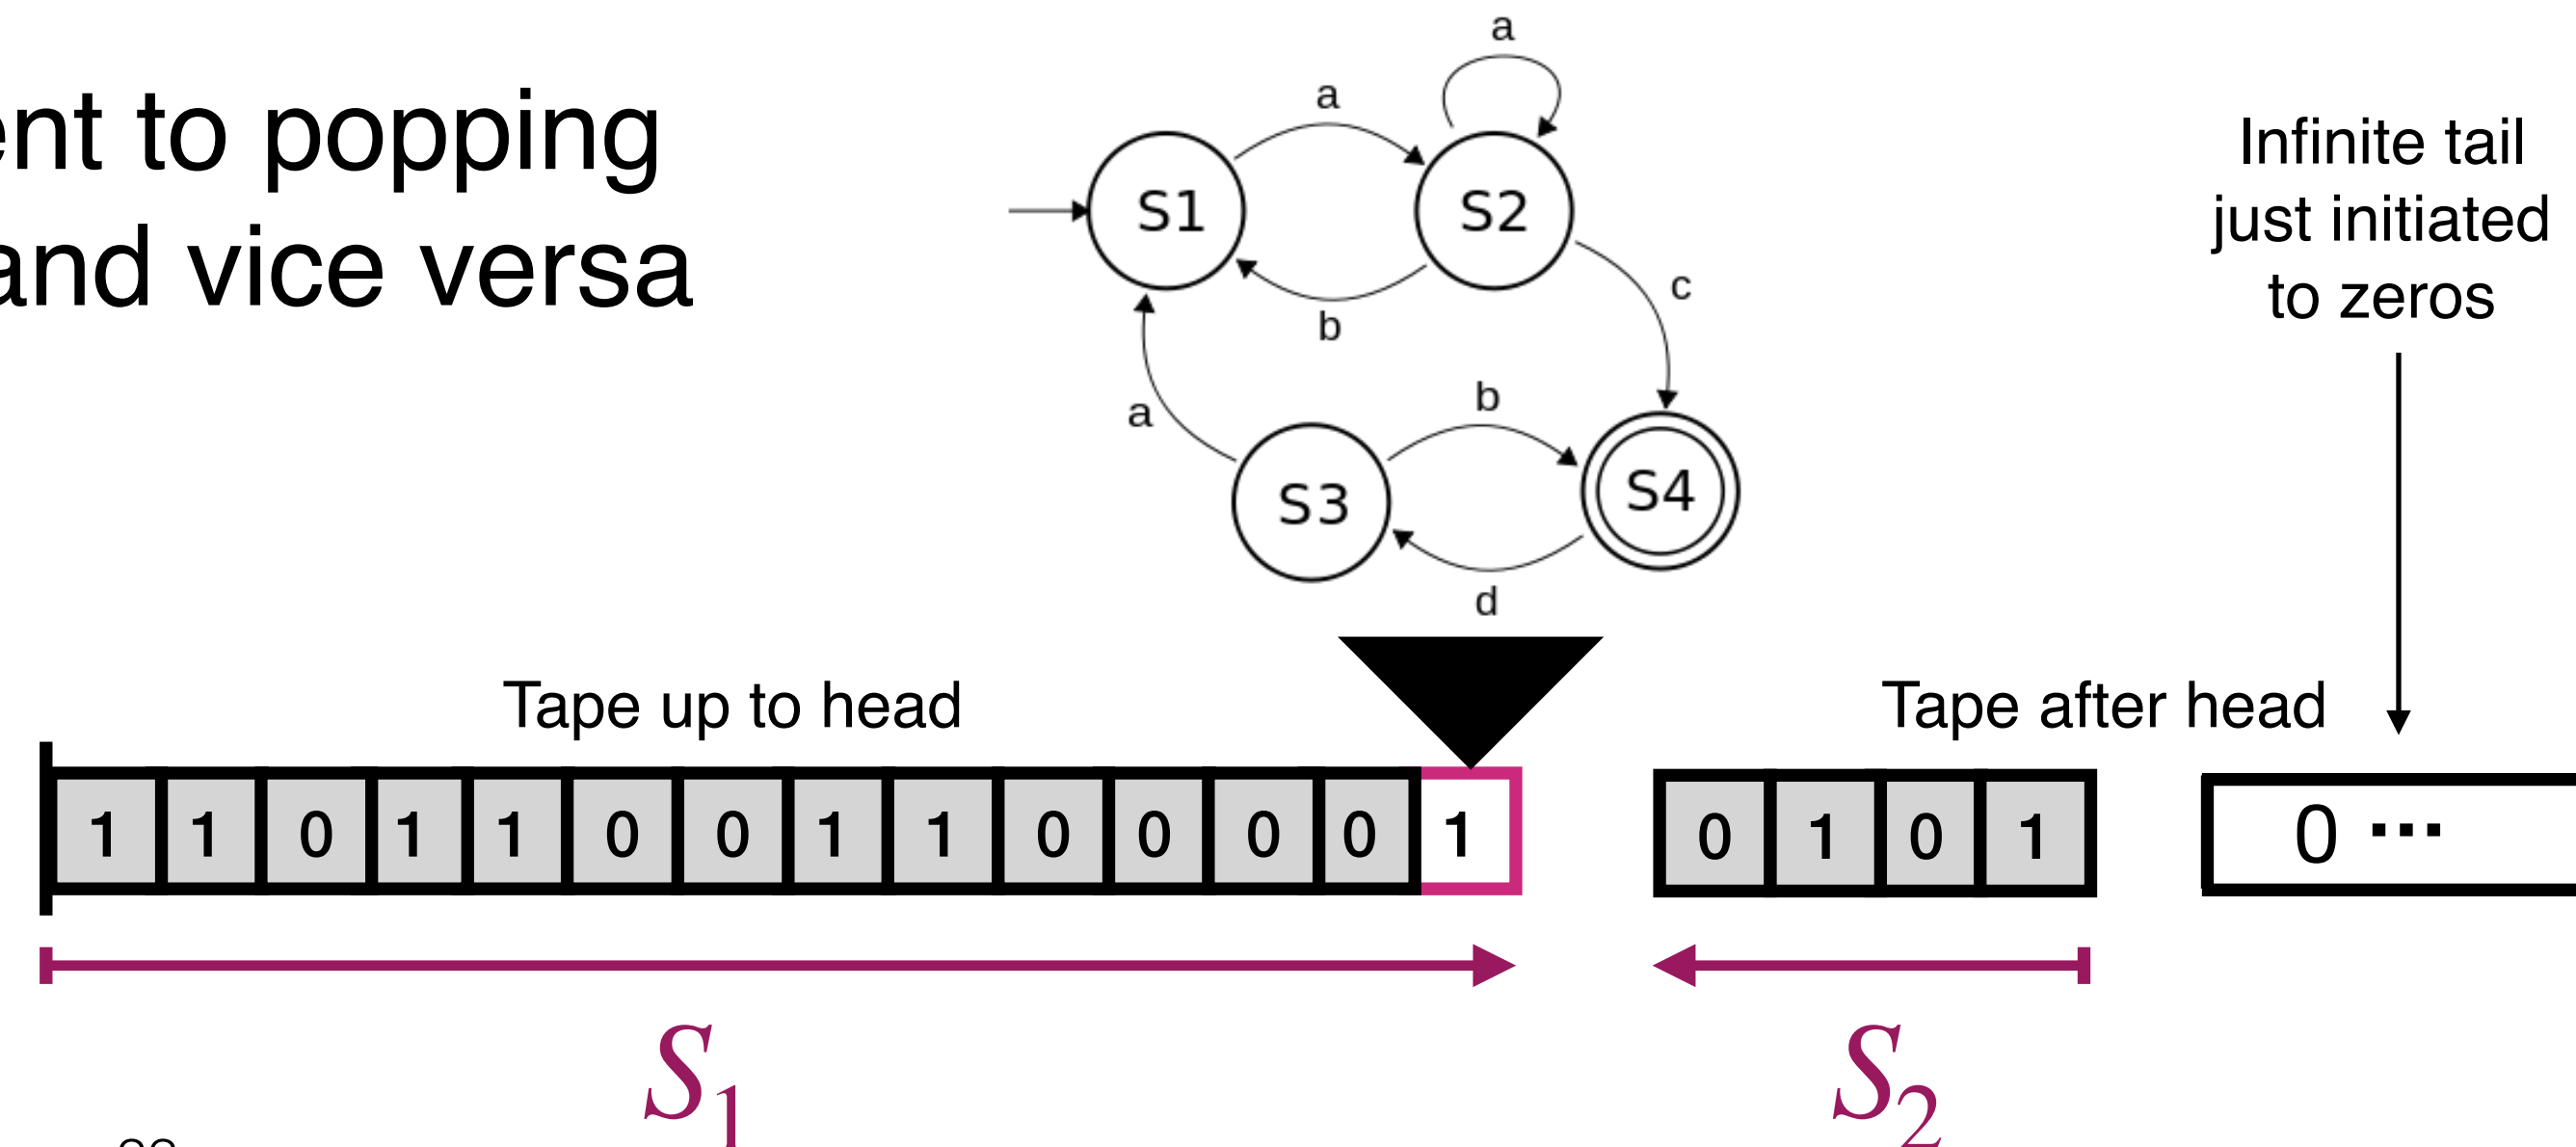 to popping
and vice versa
a
a
S1
S2
b
c
a
b
S3
S4
d
Infinite tail
just initiated
to zeros
Tape up to head
Tape after head
1 1 0 1 1 0 0 1 1 0 0 0 0 1
0 1 0 1
0 ...
S1
S2